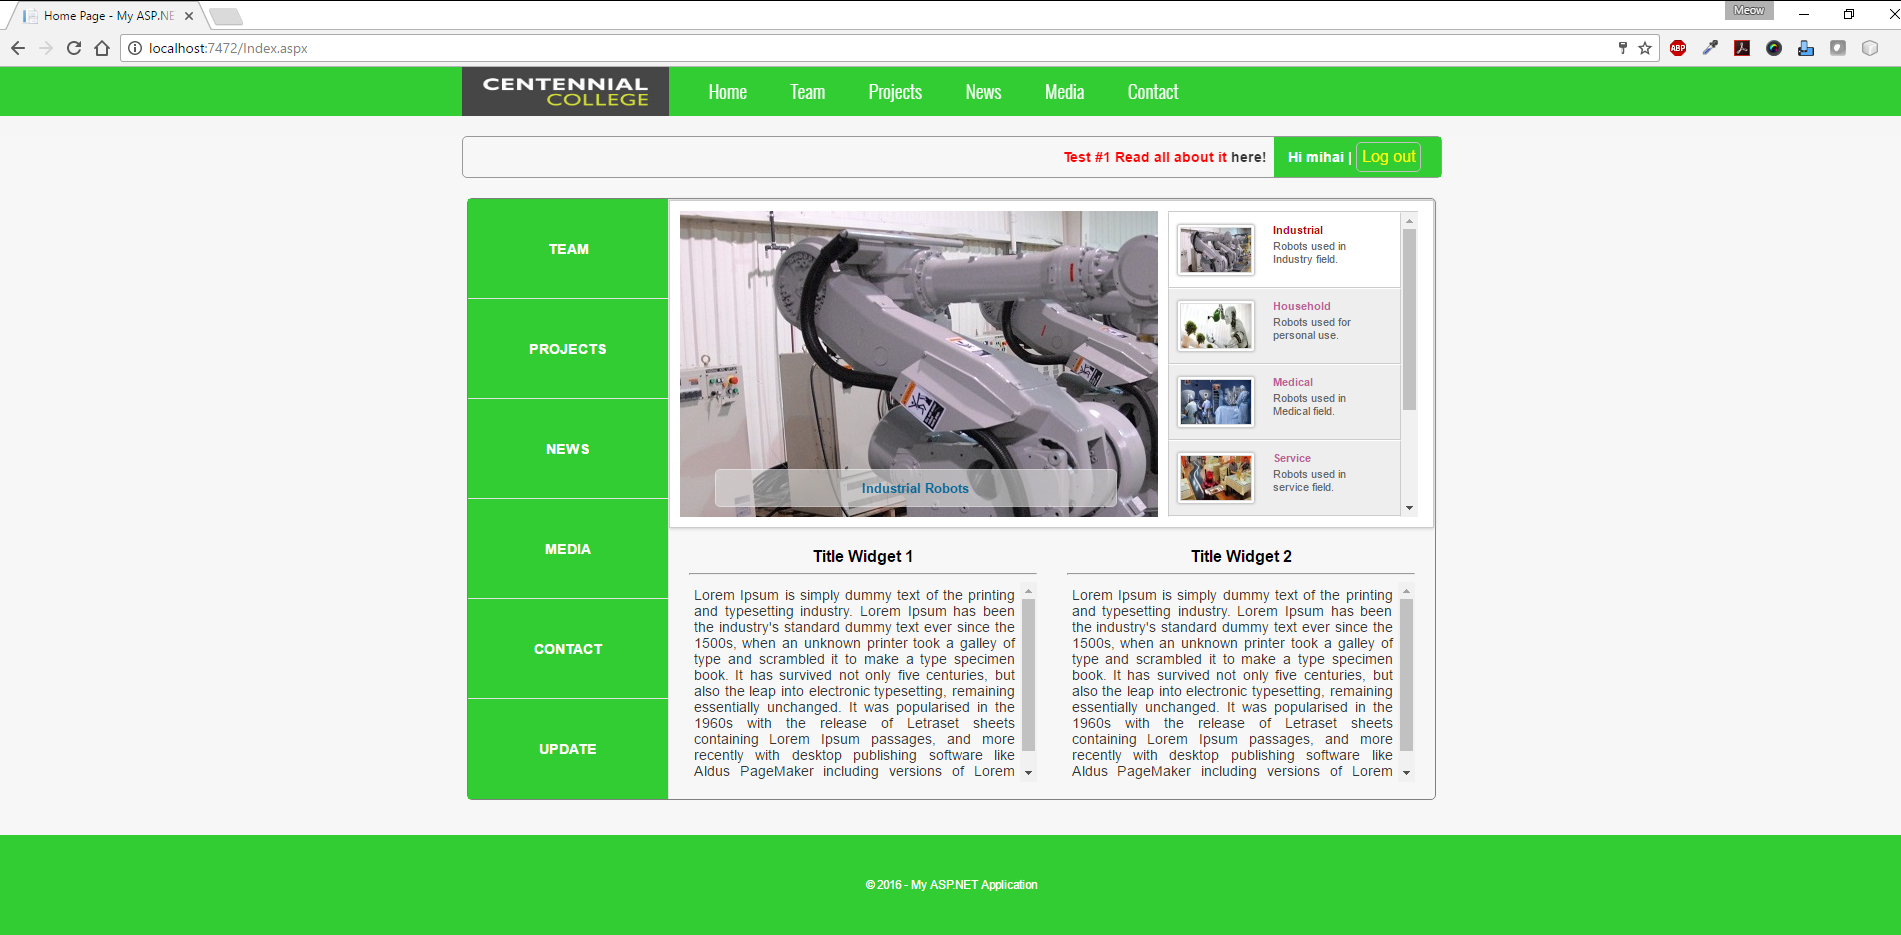 Home Page - My ASP.NE
Meow
localhost:7472/Index.aspx
ABP
CENTENNIAL
COLLEGE
Home
Team
Projects
News
Media
Contact
Test #1 Read all about it here!
Hi mihai |
Log out
TEAM
PROJECTS
NEWS
MEDIA
CONTACT
UPDATE
Industrial Robots
Industrial
Robots used in
Industry field.
Household
Robots used for
personal use.
Medical
Robots used in
Medical field.
Service
Robots used in
service field.
Title Widget 1
Lorem Ipsum is simply dummy text of the printing
and typesetting industry. Lorem Ipsum has been
the industry's standard dummy text ever since the
1500s, when an unknown printer took a galley of
type and scrambled it to make a type specimen
book. It has survived not only five centuries, but
also the leap into electronic typesetting, remaining
essentially unchanged. It was popularised in the
1960s with the release of Letraset sheets
containing Lorem Ipsum passages, and more
recently with desktop publishing software like
Aldus PageMaker including versions of Lorem
Title Widget 2
Lorem Ipsum is simply dummy text of the printing
and typesetting industry. Lorem Ipsum has been
the industry's standard dummy text ever since the
1500s, when an unknown printer took a galley of
type and scrambled it to make a type specimen
book. It has survived not only five centuries, but
also the leap into electronic typesetting, remaining
essentially unchanged. It was popularised in the
1960s with the release of Letraset sheets
containing Lorem Ipsum passages, and more
recently with desktop publishing software like
Aldus PageMaker including versions of Lorem
© 2016 - My ASP.NET Application